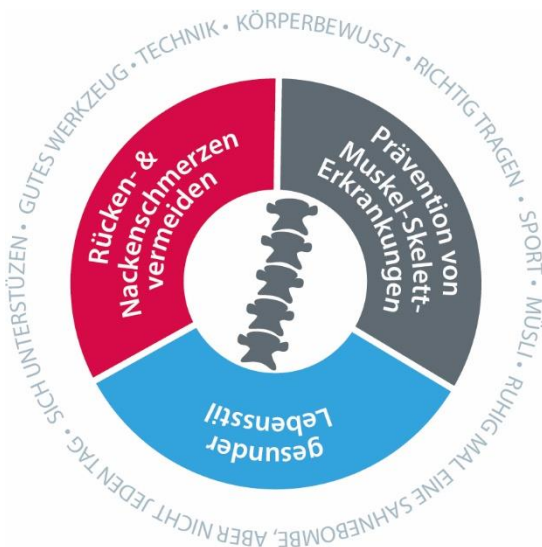 GUTES WERKZEUG • TECHNIK • KÖRPERBEWUSST • RICHTIG TRAGEN • SPORT • MÜSLI • RUHIG MAL EINE SAHNEBOMBE, ABER NICHT JEDEN TAG • SICH UNTERSTÜZEN •
Rücken- &
Nackenschmerzen
vermeiden
Prävention von
Muskel-Skelett-
Erkrankungen
gesunder
Lebensstil